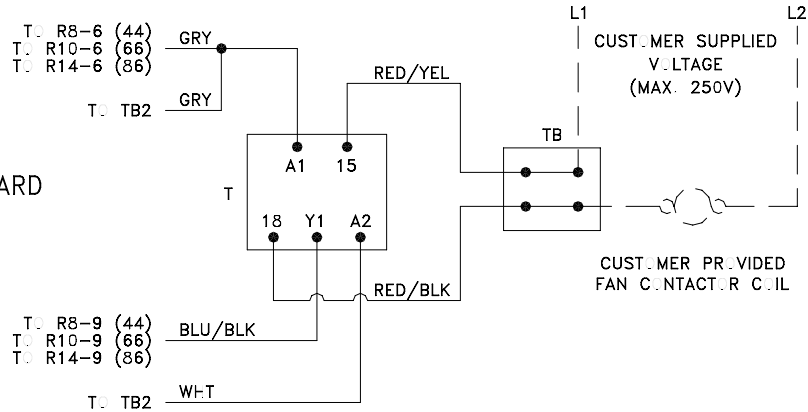 L1
L2
TO R8-6 (44)
TO R10-6 (66)
TO R14-6 (86)
GRY
CUSTOMER SUPPLIED
VOLTAGE
(MAX. 250V)
RED/YEL
TO TB2
GRY
TB
A1
15
ARD
T
18
Y1
A2
CUSTOMER PROVIDED
FAN CONTACTOR COIL
RED/BLK
TO R8-9 (44)
TO R10-9 (66)
TO R14-9 (86)
BLU/BLK
TO TB2
WHT